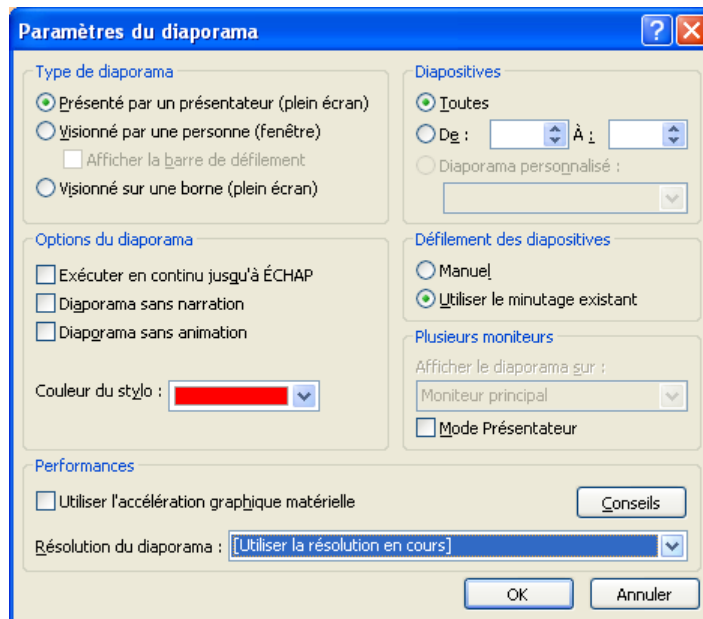 Paramètres du diaporama
Type de diaporama
Présenté par un présentateur (plein écran)
Visionné par une personne (fenêtre)
Afficher la barre de défilement
Visionné sur une borne (plein écran)
Diapositives
Toutes
De : À :
Diaporama personnalisé :
Options du diaporama
Exécuter en continu jusqu'à ÉCHAP
Diaporama sans narration
Diaporama sans animation
Couleur du stylo :
Défilement des diapositives
Manuel
Utiliser le minutage existant
Plusieurs moniteurs
Afficher le diaporama sur :
Moniteur principal
Mode Présentateur
Performances
Utiliser l'accélération graphique matérielle
Conseils
Résolution du diaporama : [Utiliser la résolution en cours]
OK Annuler